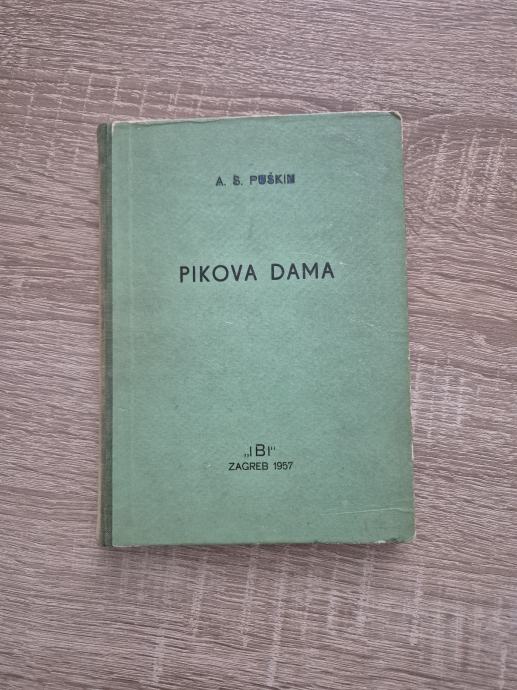 A. S. PUŠKIN
PIKOVA DAMA
„IBI"
ZAGREB 1957